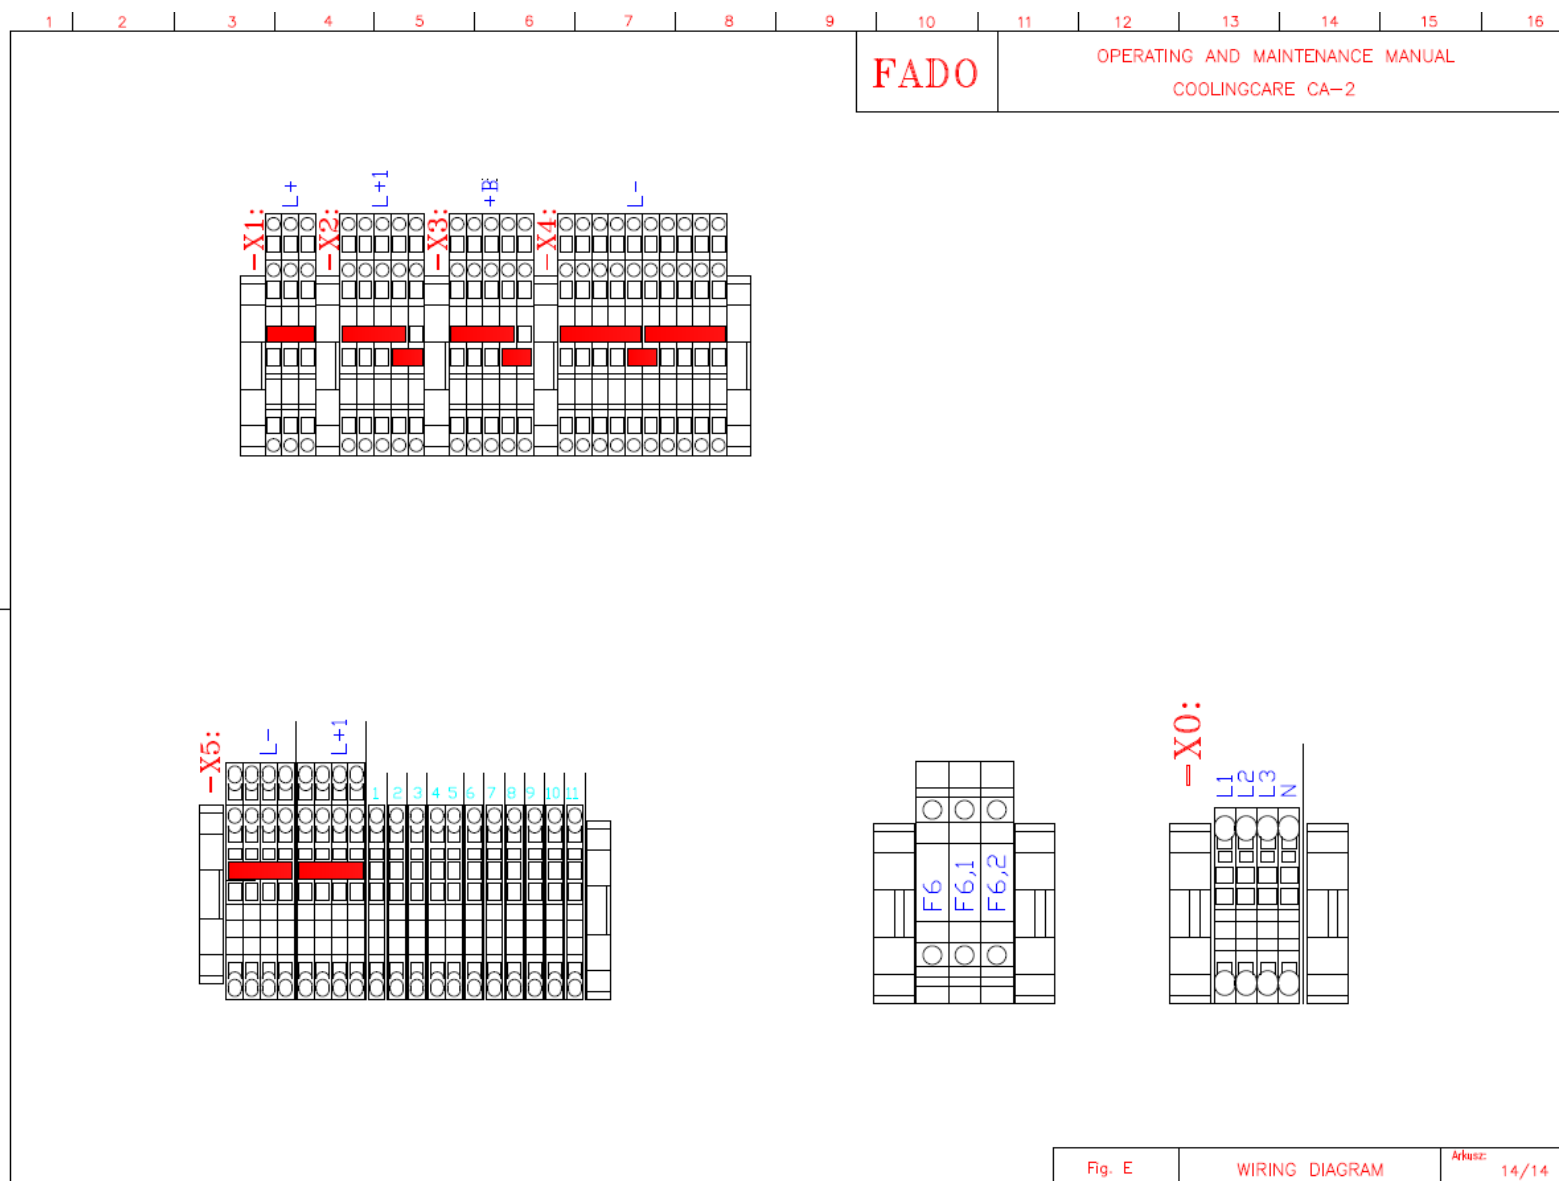 1 2 3 4 5 6 7 8 9 10 11 12 13 14 15 16
FADO
OPERATING AND MAINTENANCE MANUAL
COOLINGCARE CA-2
-X1:
L+
-X2:
L+1
-X3:
+B
-X4:
L-
-X5:
L-
L+1
1 2 3 4 5 6 7 8 9 10 11
F6
F6,1
F6,2
-X0:
L1
L2
L3
N
Fig. E
WIRING DIAGRAM
Arkusz:
14/14